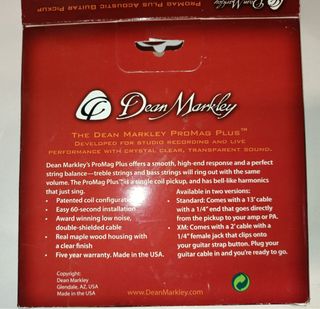 ProMag Plus Acoustic Guitar Pickup
ProMag
Dean Markley
The Dean Markley ProMag Plus™
Developed for studio recording and live
performance with crystal clear, transparent sound.
Dean Markley's ProMag Plus offers a smooth, high-end response and a perfect
string balance—treble strings and bass strings will ring out with the same
volume. The ProMag Plus™ is a single coil pickup, and has bell-like harmonics
that just sing.
• Patented coil configuration
• Easy 60-second installation
• Award winning low noise,
double-shielded cable
• Real maple wood housing with
a clear finish
• Five year warranty. Made in the USA.
Available in two versions:
• Standard: Comes with a 13' cable
with a 1/4" end that goes directly
from the pickup to your amp or PA.
• XM: Comes with a 2' cable with a
1/4" female jack that clips onto
your guitar strap button. Plug your
guitar cable in and you're ready to go.
Copyright:
Dean Markley
Glendale, AZ, USA
Made in the USA
www.DeanMarkley.com